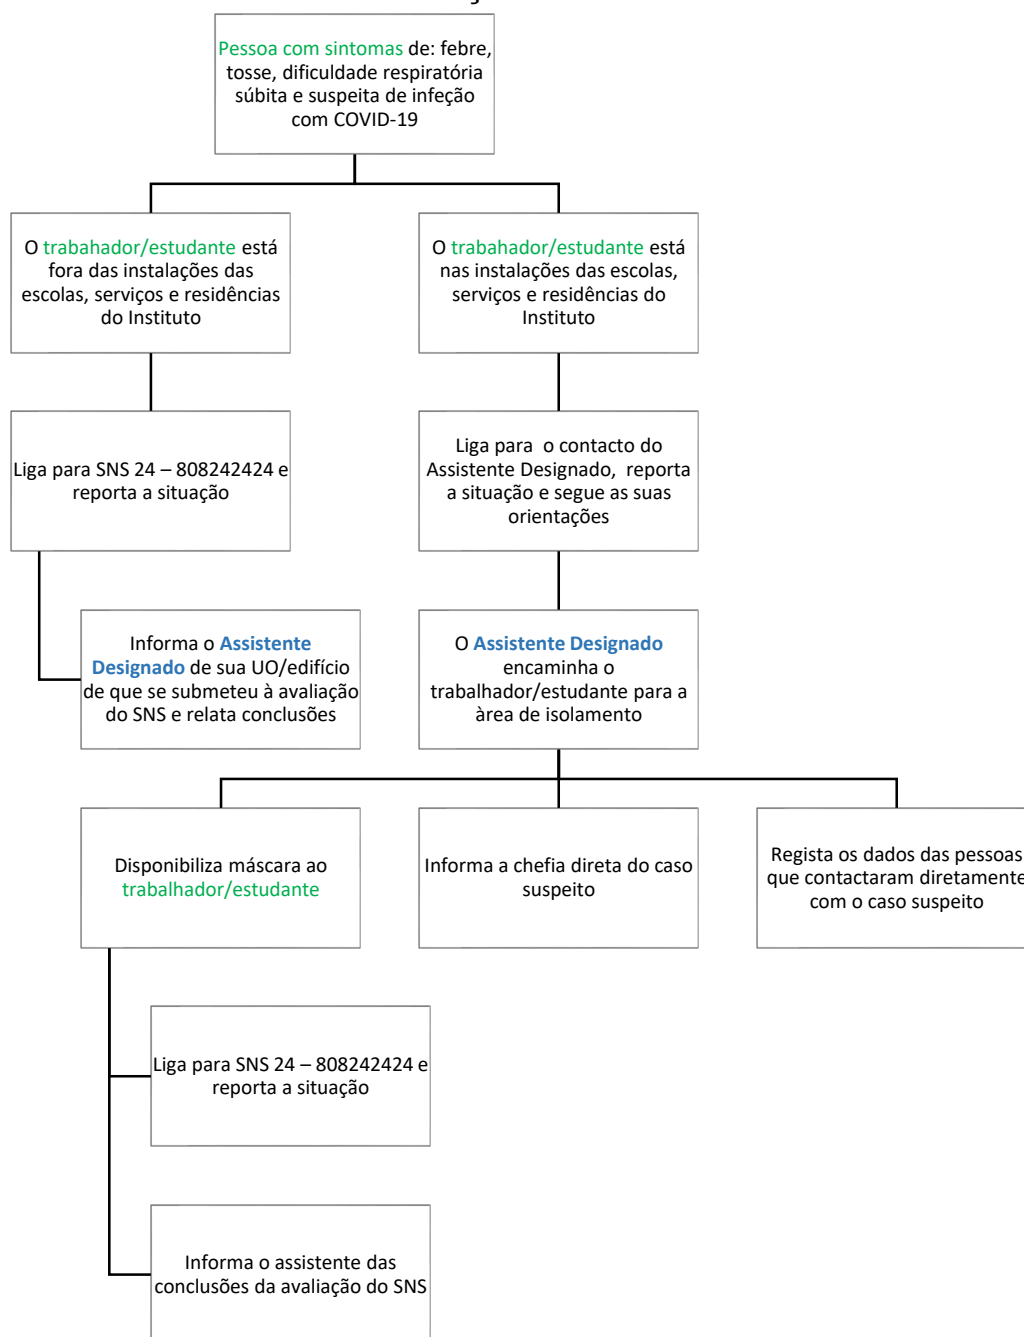 Pessoa com sintomas de: febre,
tosse, dificuldade respiratória
súbita e suspeita de infeção
com COVID-19
O trabahador/estudante está
fora das instalações das
escolas, serviços e residências
do Instituto
O trabahador/estudante está
nas instalações das escolas,
serviços e residências do
Instituto
Liga para SNS 24 – 808242424 e
reporta a situação
Liga para o contacto do
Assistente Designado, reporta
a situação e segue as suas
orientações
Informa o Assistente
Designado de sua UO/edifício
de que se submeteu à avaliação
do SNS e relata conclusões
O Assistente Designado
encaminha o
trabalhador/estudante para a
àrea de isolamento
Disponibiliza máscara ao
trabalhador/estudante
Informa a chefia direta do caso
suspeito
Regista os dados das pessoas
que contactaram diretamente
com o caso suspeito
Liga para SNS 24 – 808242424 e
reporta a situação
Informa o assistente das
conclusões da avaliação do SNS